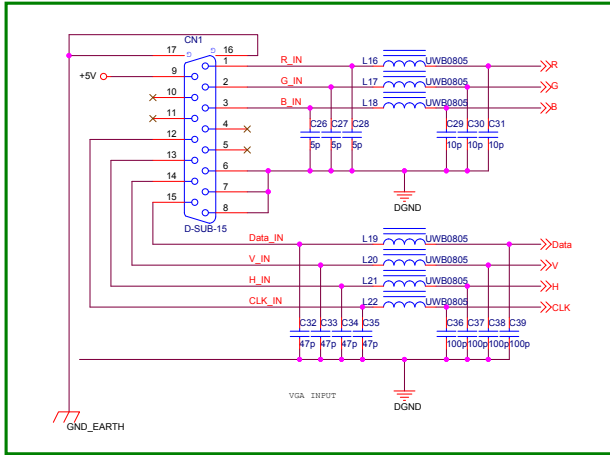 CN1
17 G G 16
1 R_IN L16 UWB0805 R
+5V 9
2 G_IN L17 UWB0805 G
10
3 B_IN L18 UWB0805 B
11
4
C26 C27 C28 C29 C30 C31
12
5p 5p 5p 10p 10p 10p
5
13
6
14
7
15
8
DGND
D-SUB-15
Data_IN L19 UWB0805 Data
V_IN L20 UWB0805 V
H_IN L21 UWB0805 H
CLK_IN L22 UWB0805 CLK
C32 C33 C34 C35 C36 C37 C38 C39
47p 47p 47p 47p 100p 100p 100p 100p
VGA INPUT
DGND
GND_EARTH